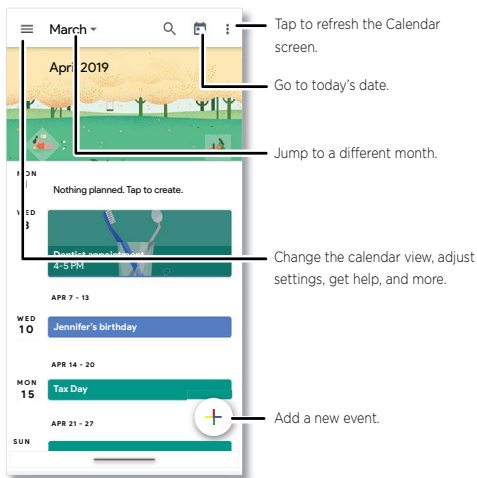 March
Tap to refresh the Calendar
screen.
April 2019
Go to today's date.
Jump to a different month.
MON
Nothing planned. Tap to create.
WED
3
Dentist appointment
4-5 PM
Change the calendar view, adjust
settings, get help, and more.
APR 7 - 13
WED
10
Jennifer's birthday
APR 14 - 20
MON
15
Tax Day
APR 21 - 27
Add a new event.
SUN